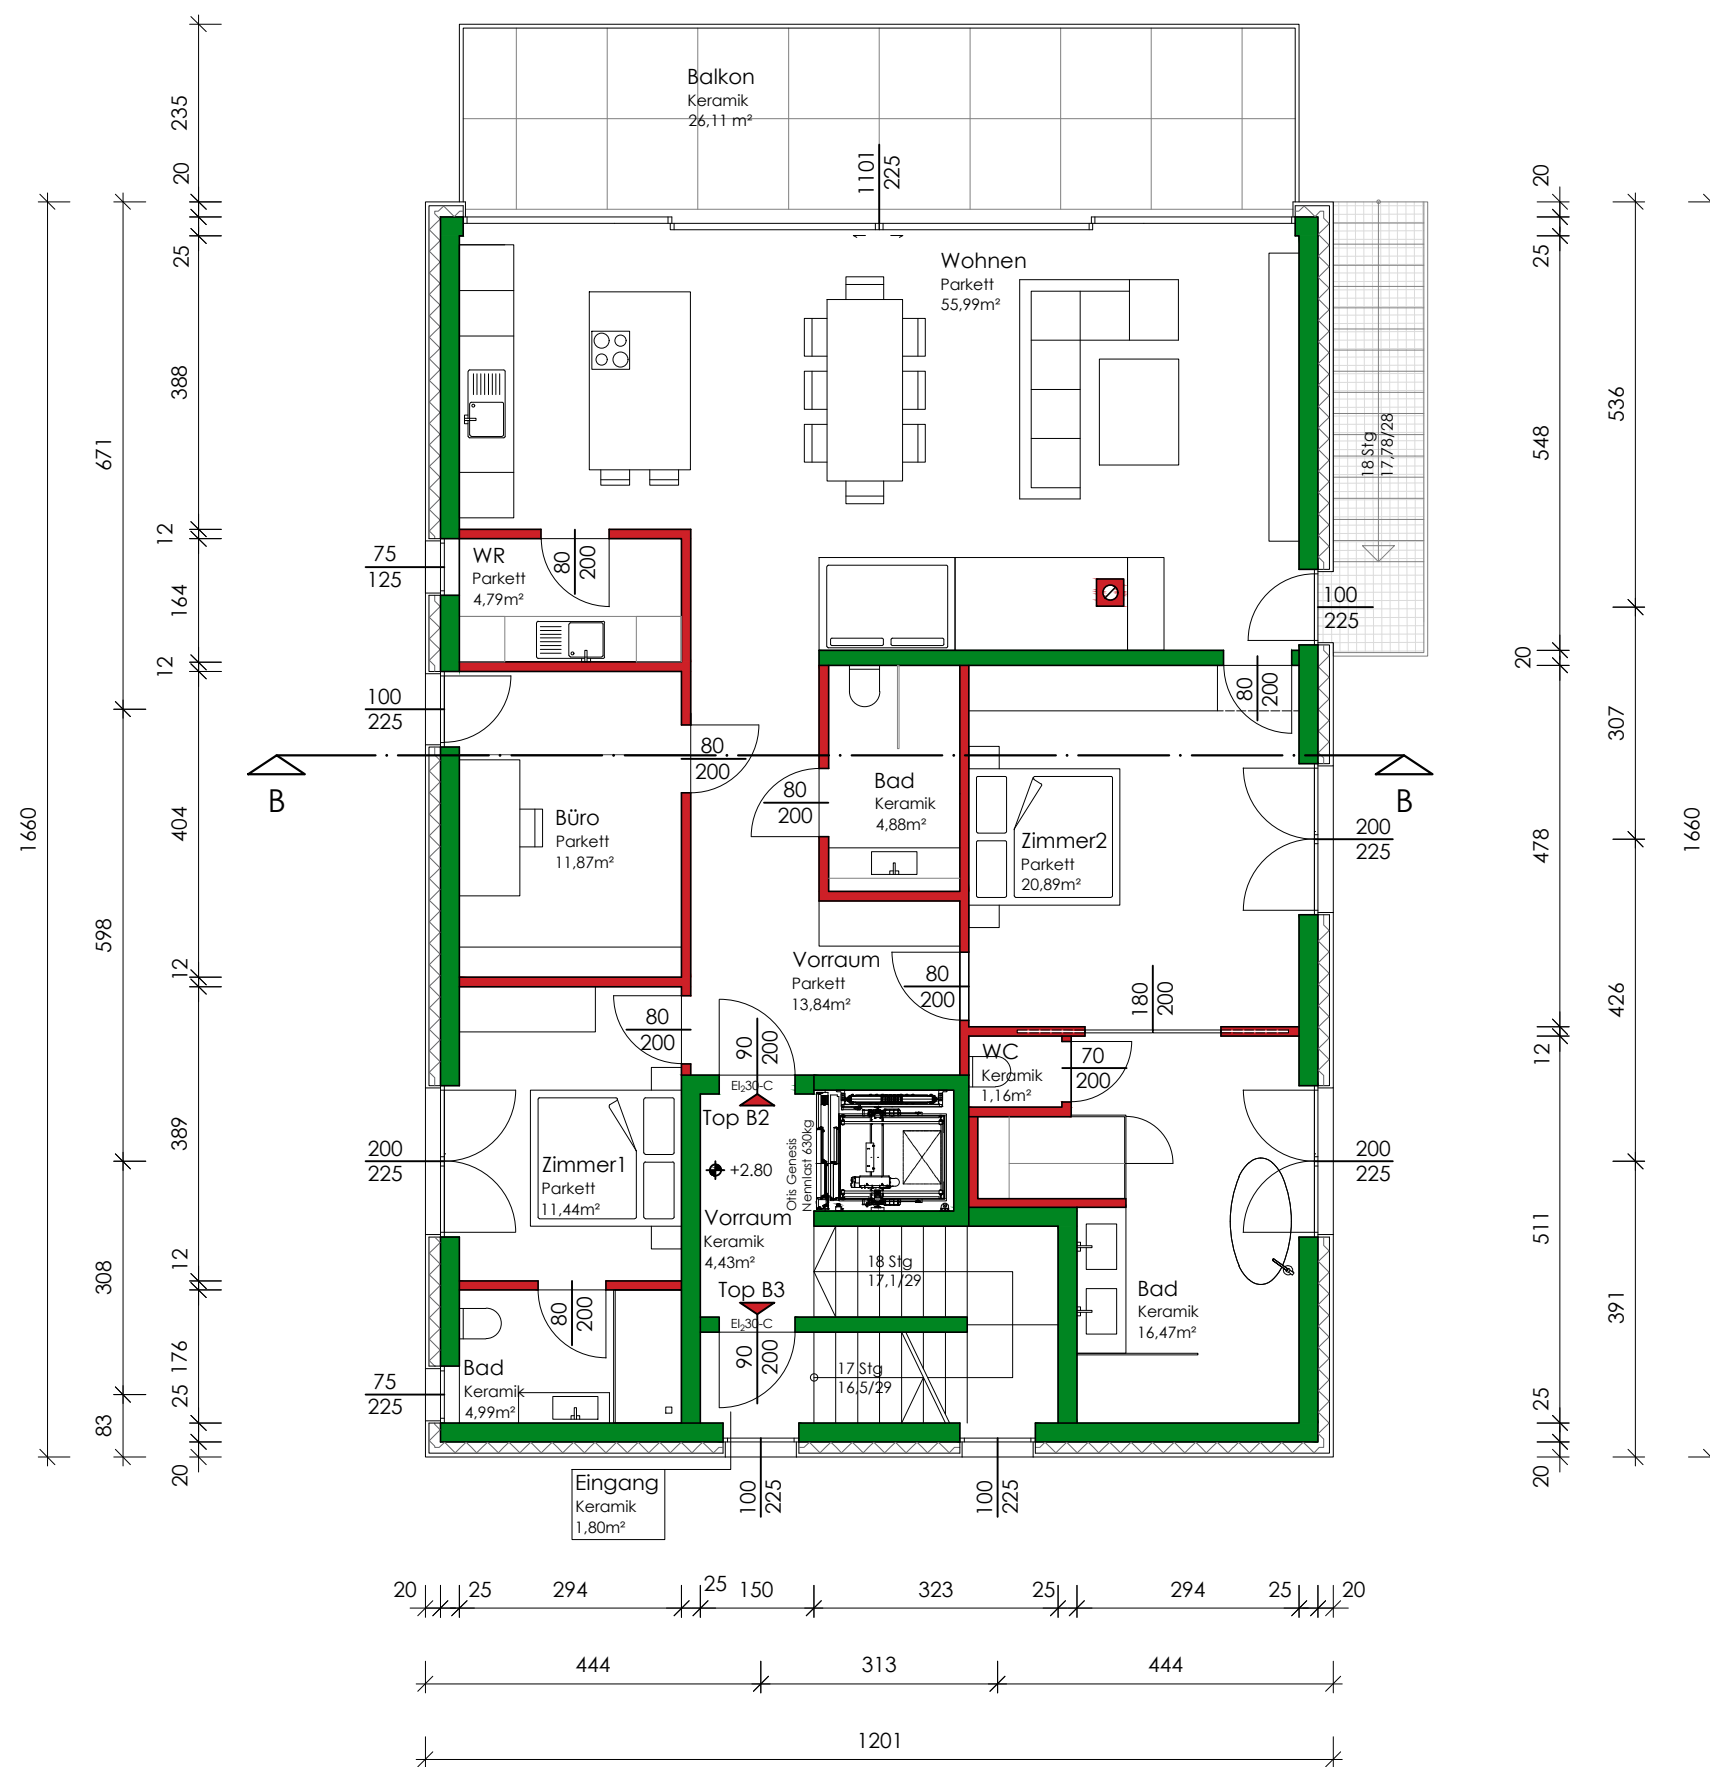 Balkon
Keramik
26,11 m²
1101
225
Wohnen
Parkett
55,99m²
18 Stg
17,78/28
WR
Parkett
4,79m²
80
200
75
125
100
225
100
225
80
200
80
200
80
200
Büro
Parkett
11,87m²
Bad
Keramik
4,88m²
Zimmer2
Parkett
20,89m²
200
225
B
B
Vorraum
Parkett
13,84m²
80
200
180
200
80
200
90
200
EI₂30-C
Top B2
WC
Keramik
1,16m²
70
200
Otis Genesis
Nennlast 630kg
+2.80
Zimmer1
Parkett
11,44m²
200
225
200
225
Vorraum
Keramik
4,43m²
18 Stg
17,1/29
Top B3
EI₂30-C
90
200
17 Stg
16,5/29
Bad
Keramik
16,47m²
80
200
Bad
Keramik
4,99m²
75
225
Eingang
Keramik
1,80m²
100
225
100
225
235
20
25
388
12
164
12
404
12
389
12
176
25
20
671
598
308
83
1660
20
25
548
20
478
12
511
25
20
536
307
426
391
1660
20
25
294
25
150
323
25
294
25
20
444
313
444
1201